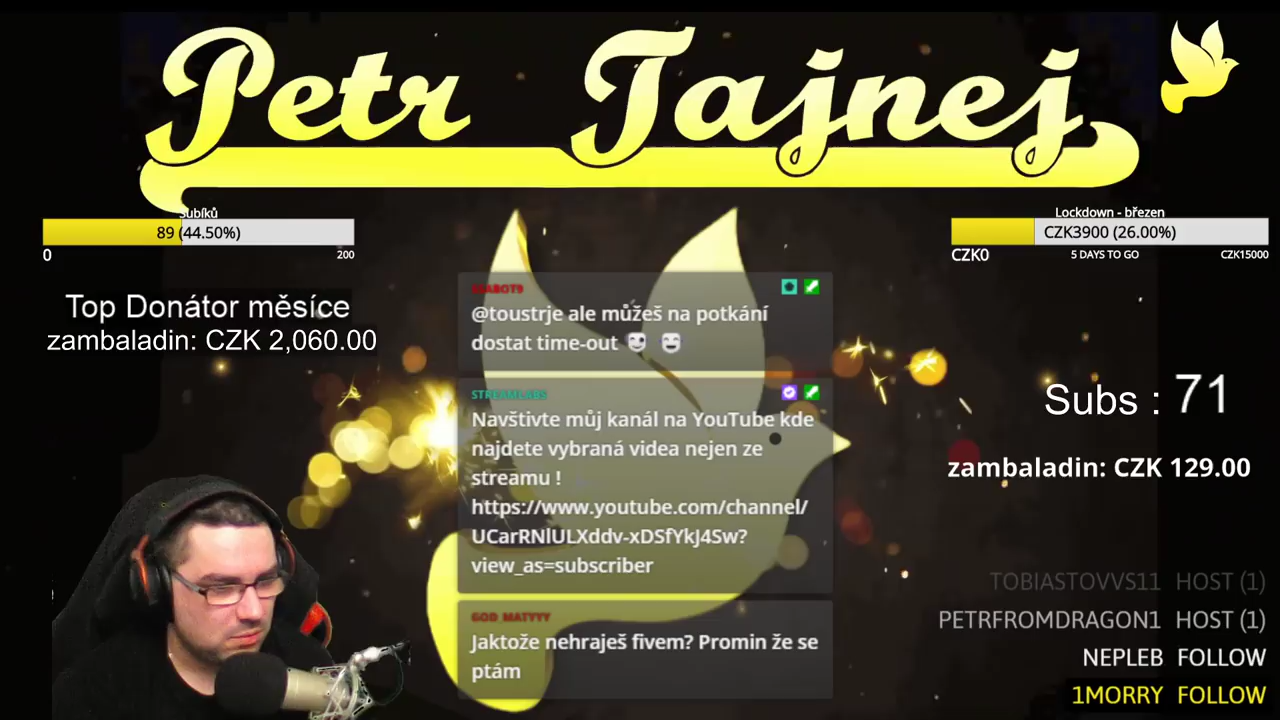 Petr Tajnej
Subíků
89 (44.50%)
0
200
Lockdown - březen
CZK3900 (26.00%)
CZK0
5 DAYS TO GO
CZK15000
Top Donátor měsíce
zambaladin: CZK 2,060.00
@toustrje ale můžeš na potkání
dostat time-out
STREAMLABS
Navštivte můj kanál na YouTube kde
najdete vybraná videa nejen ze
streamu !
https://www.youtube.com/channel/
UCarRNlULXddv-xDSfYkJ4Sw?
view_as=subscriber
GOD_MATYYY
Jaktože nehraješ fivem? Promin že se
ptám
Subs : 71
zambaladin: CZK 129.00
TOBIASTOVVS11 HOST (1)
PETRFROMDRAGON1 HOST (1)
NEPLEB FOLLOW
1MORRY FOLLOW